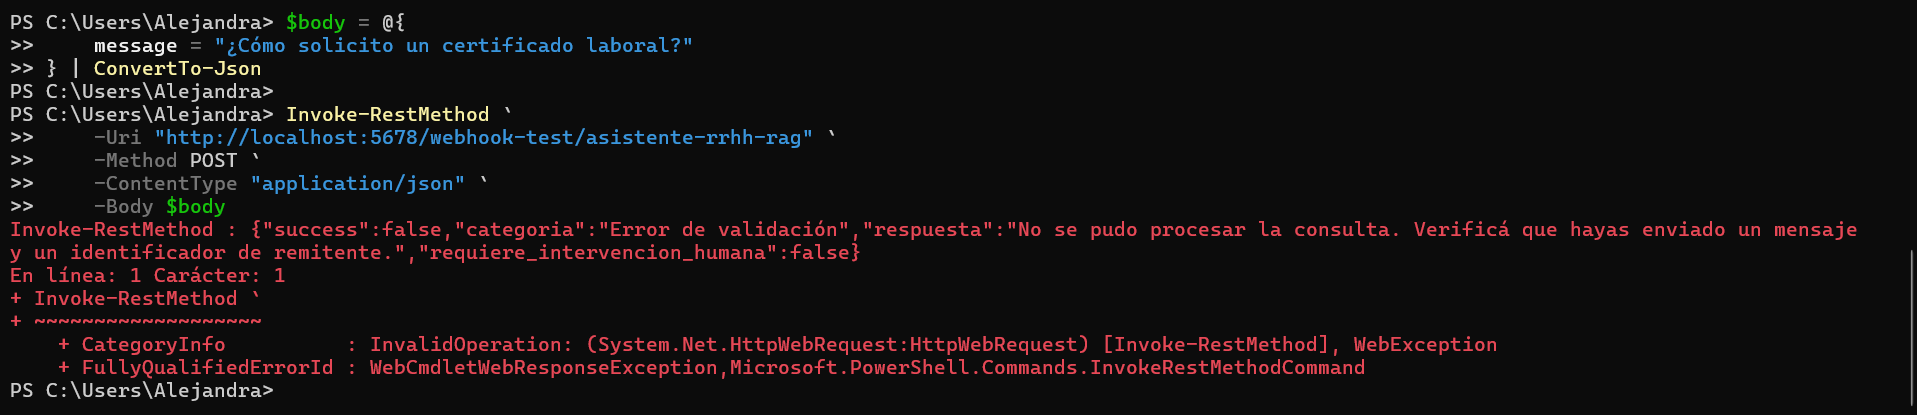 PS C:\Users\Alejandra> $body = @{
>>     message = "¿Cómo solicito un certificado laboral?"
>> } | ConvertTo-Json
PS C:\Users\Alejandra>
PS C:\Users\Alejandra> Invoke-RestMethod `
>>     -Uri "http://localhost:5678/webhook-test/asistente-rrhh-rag" `
>>     -Method POST `
>>     -ContentType "application/json" `
>>     -Body $body
Invoke-RestMethod : {"success":false,"categoria":"Error de validación","respuesta":"No se pudo procesar la consulta. Verificá que hayas enviado un mensaje
y un identificador de remitente.","requiere_intervencion_humana":false}
En línea: 1 Carácter: 1
+ Invoke-RestMethod `
+ ~~~~~~~~~~~~~~~~~~~
    + CategoryInfo          : InvalidOperation: (System.Net.HttpWebRequest:HttpWebRequest) [Invoke-RestMethod], WebException
    + FullyQualifiedErrorId : WebCmdletWebResponseException,Microsoft.PowerShell.Commands.InvokeRestMethodCommand
PS C:\Users\Alejandra>